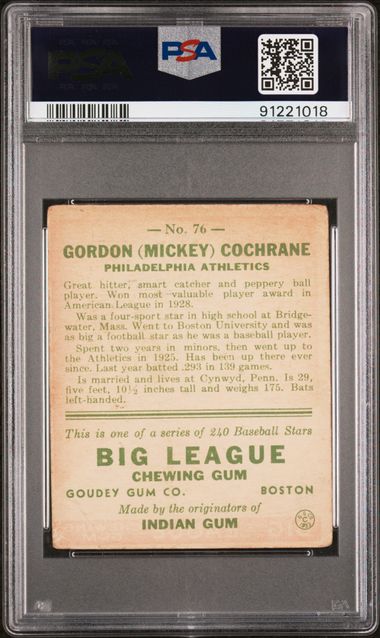 PSA
PSA
91221018
— No. 76 —
GORDON (MICKEY) COCHRANE
PHILADELPHIA ATHLETICS
Great hitter, smart catcher and peppery ball
player. Won most valuable player award in
American League in 1928.
Was a four-sport star in high school at Bridge-
water, Mass. Went to Boston University and was
as big a football star as he was a baseball player.
Spent two years in minors, then went up to
the Athletics in 1925. Has been up there ever
since. Last year batted .293 in 139 games.
Is married and lives at Cynwyd, Penn. Is 29,
five feet, 10½ inches tall and weighs 175. Bats
left-handed.
This is one of a series of 240 Baseball Stars
BIG LEAGUE
CHEWING GUM
GOUDEY GUM CO. BOSTON
Made by the originators of
INDIAN GUM